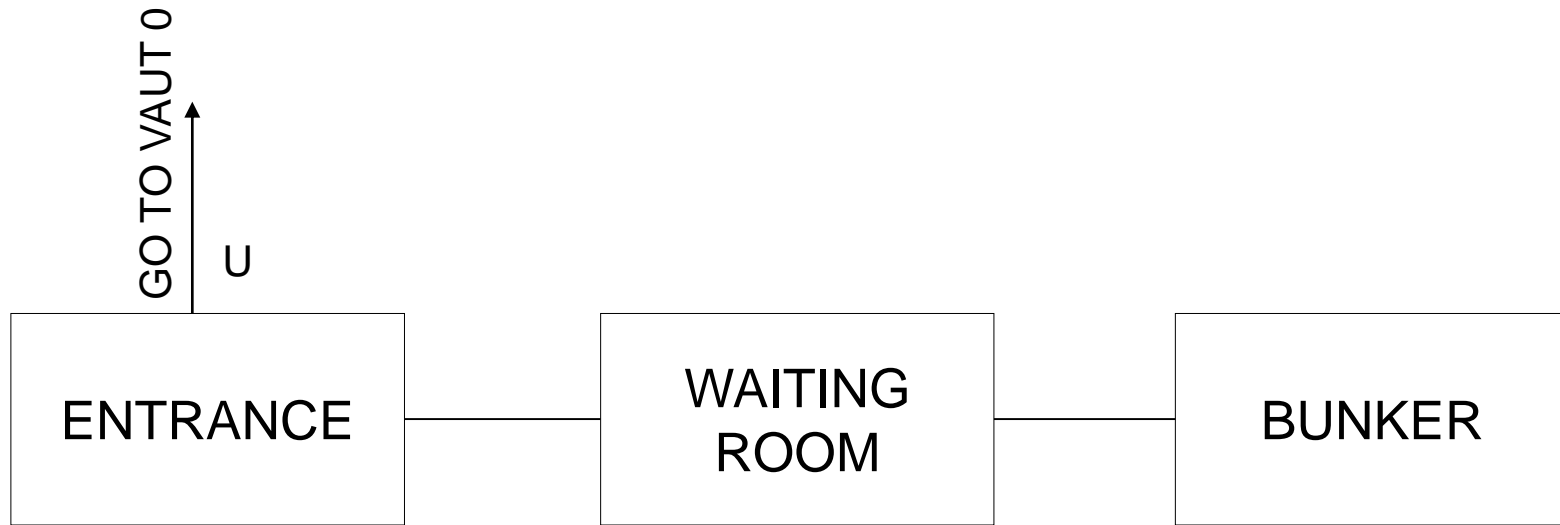 GO TO VAUT 0
U
ENTRANCE
WAITING
ROOM
BUNKER